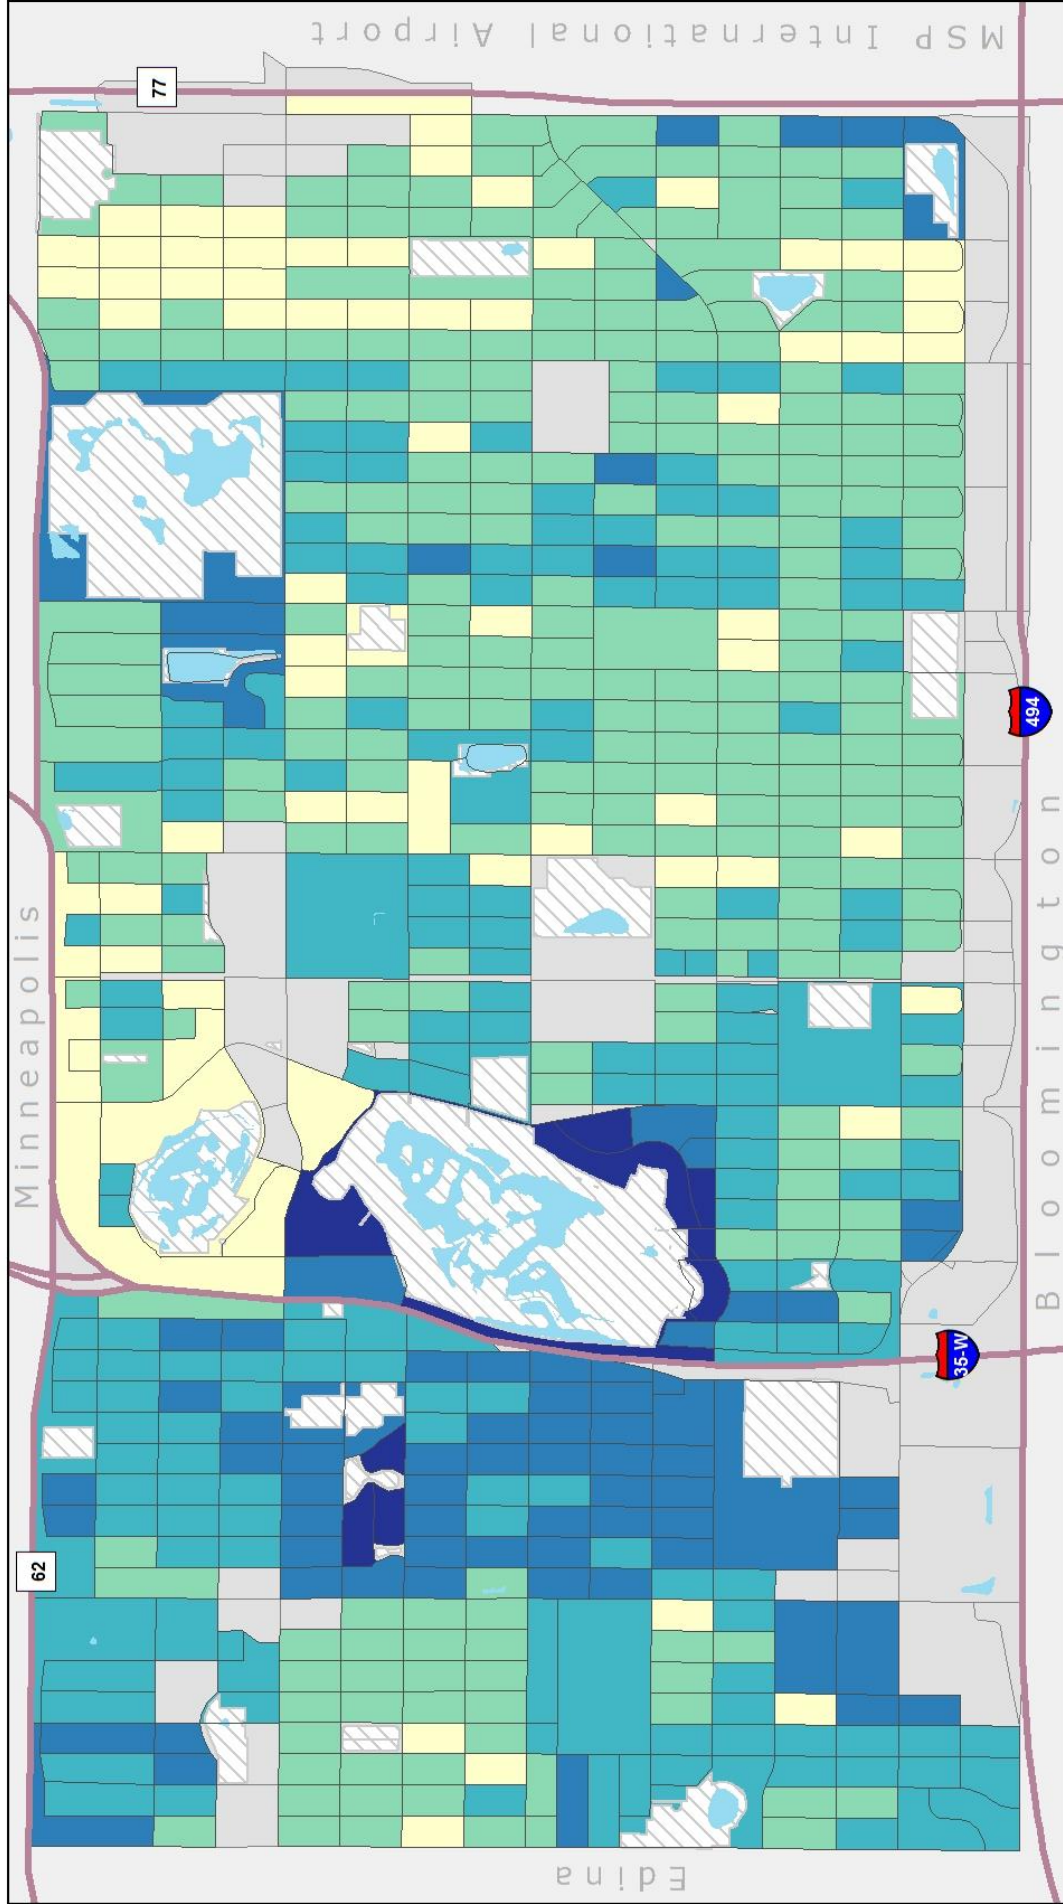 MSP International Airport
77
Minneapolis
494
Bloomington
35-W
62
Edina